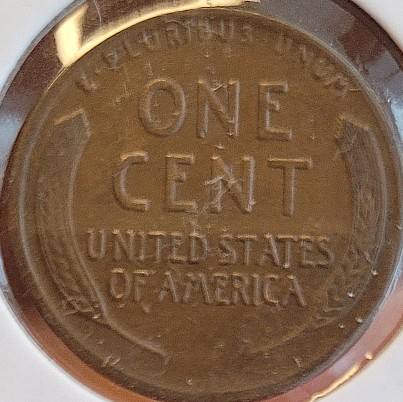 E·PLURIBUS·UNUM
ONE
CENT
UNITED STATES
OF AMERICA